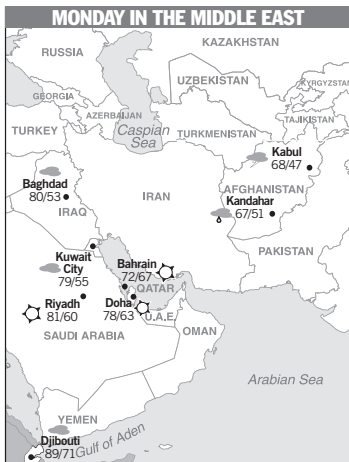 MONDAY IN THE MIDDLE EAST
KAZAKHSTAN
RUSSIA
UZBEKISTAN
KYRGYZSTAN
GEORGIA
AZERBAIJAN
TAJIKISTAN
TURKEY
Caspian
Sea
TURKMENISTAN
Kabul
68/47
Baghdad
80/53
IRAQ
IRAN
AFGHANISTAN
Kandahar
67/51
PAKISTAN
Kuwait
City
79/55
Bahrain
72/67
QATAR
Riyadh
81/60
Doha
78/63
U.A.E.
SAUDI ARABIA
OMAN
Arabian Sea
YEMEN
Djibouti
89/71
Gulf of Aden